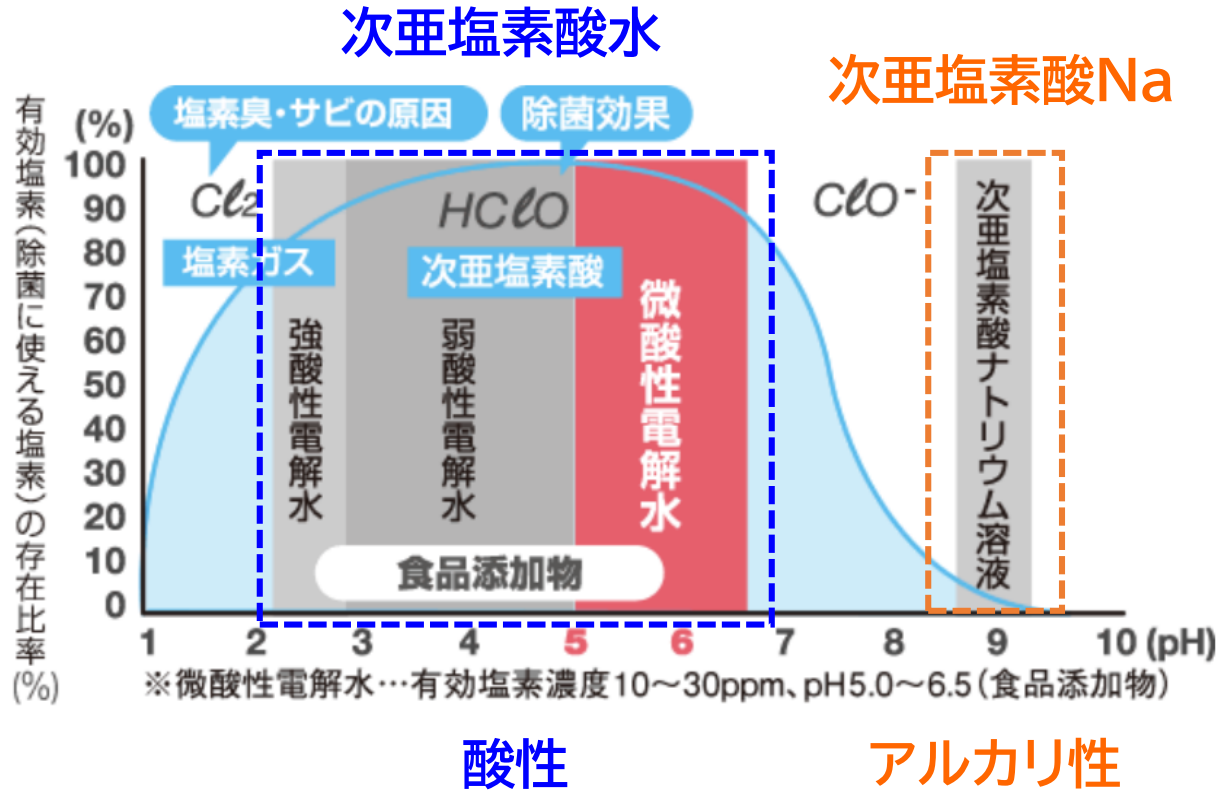 次亜塩素酸水
次亜塩素酸Na
塩素臭・サビの原因
除菌効果
有効塩素(除菌に使える塩素)の存在比率(%)
(%)
100
90
80
70
60
50
40
30
20
10
0
Cl2
HClO
ClO-
塩素ガス
次亜塩素酸
強酸性電解水
弱酸性電解水
微酸性電解水
次亜塩素酸ナトリウム溶液
食品添加物
1 2 3 4 5 6 7 8 9 10 (pH)
※微酸性電解水…有効塩素濃度10～30ppm、pH5.0～6.5(食品添加物)
酸性
アルカリ性